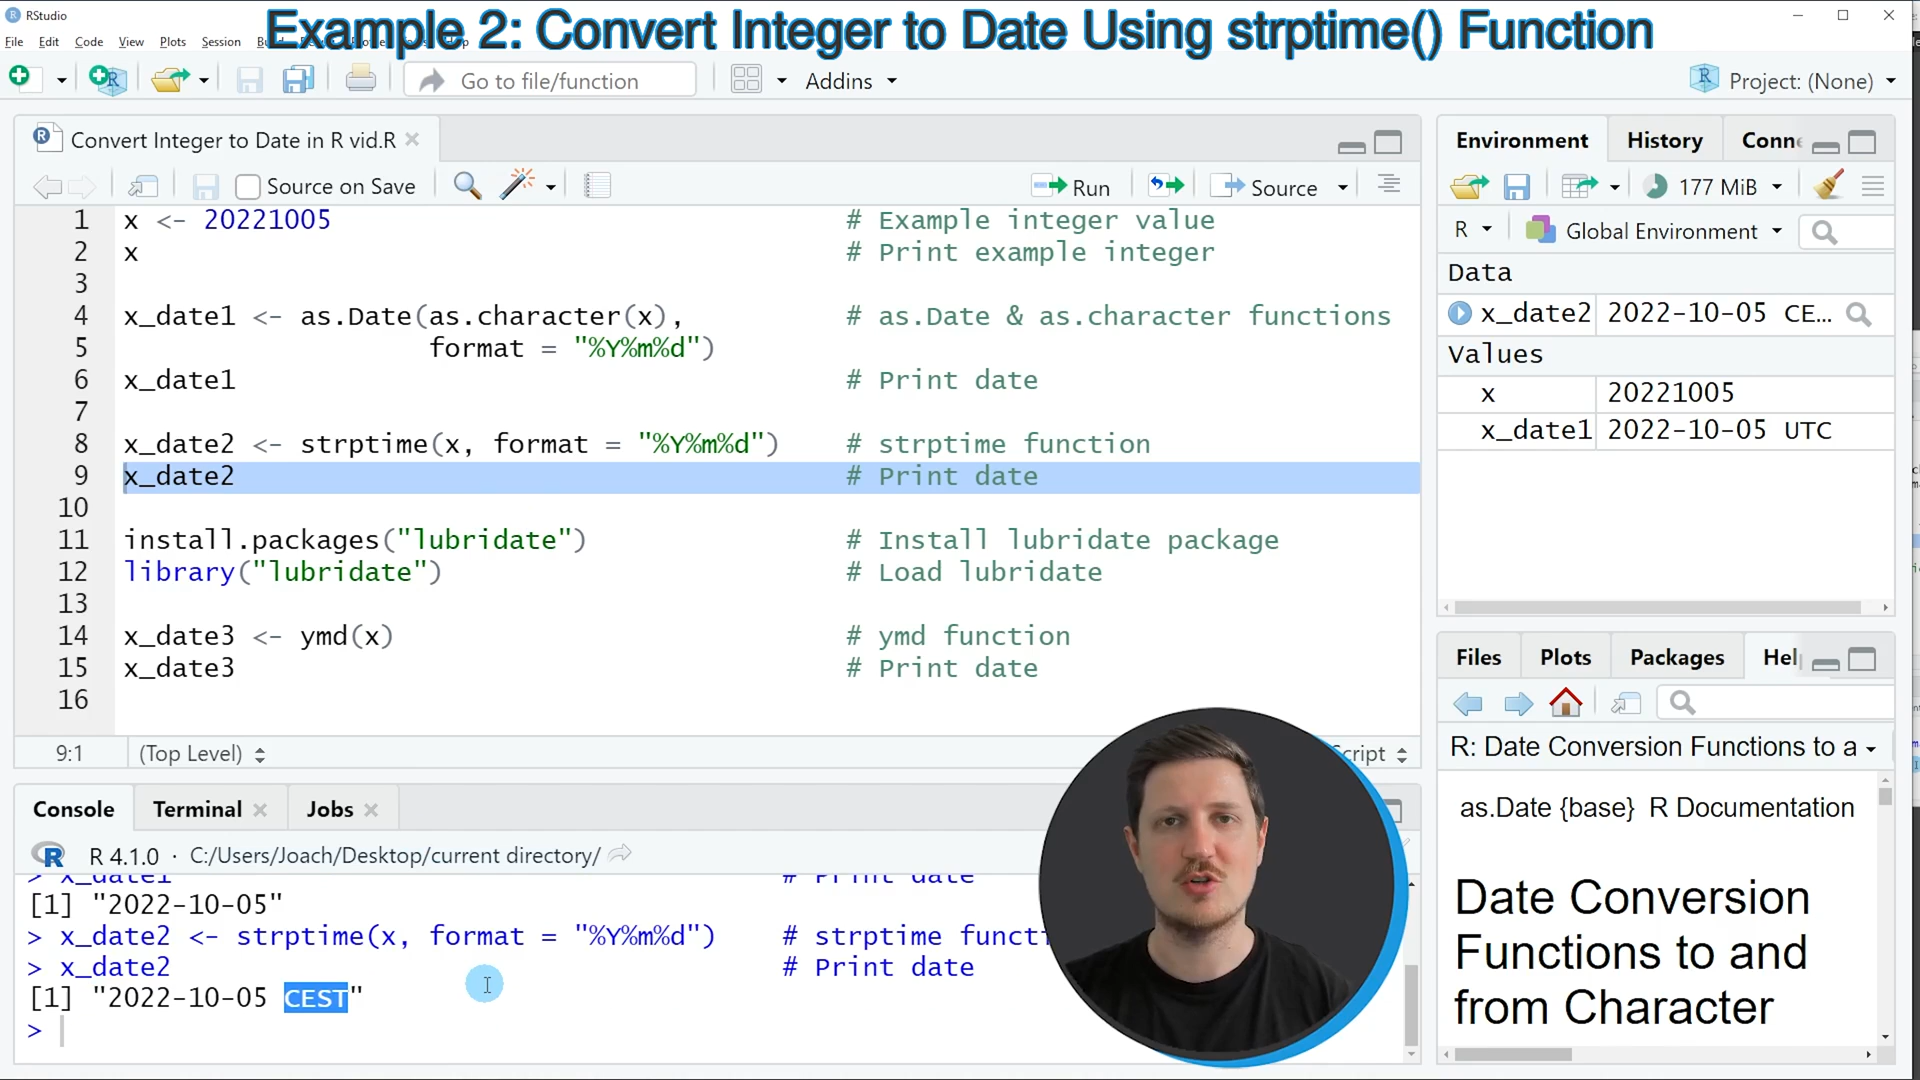 RStudio
Example 2: Convert Integer to Date Using strptime() Function
File Edit Code View Plots Session
Go to file/function
Addins
Project: (None)
Convert Integer to Date in R vid.R
Source on Save
Run
Source
1 x <- 20221005 # Example integer value
2 x # Print example integer
3
4 x_date1 <- as.Date(as.character(x), # as.Date & as.character functions
5 format = "%Y%m%d")
6 x_date1 # Print date
7
8 x_date2 <- strptime(x, format = "%Y%m%d") # strptime function
9 x_date2 # Print date
10
11 install.packages("lubridate") # Install lubridate package
12 library("lubridate") # Load lubridate
13
14 x_date3 <- ymd(x) # ymd function
15 x_date3 # Print date
16
9:1 (Top Level)
cript
Console Terminal Jobs
R 4.1.0 · C:/Users/Joach/Desktop/current directory/
> x_date1 # Print date
[1] "2022-10-05"
> x_date2 <- strptime(x, format = "%Y%m%d") # strptime functi
> x_date2 # Print date
[1] "2022-10-05 CEST"
>
Environment History Conne
177 MiB
R Global Environment
Data
x_date2 2022-10-05 CE...
Values
x 20221005
x_date1 2022-10-05 UTC
Files Plots Packages Hel
R: Date Conversion Functions to a
as.Date {base} R Documentation
Date Conversion
Functions to and
from Character